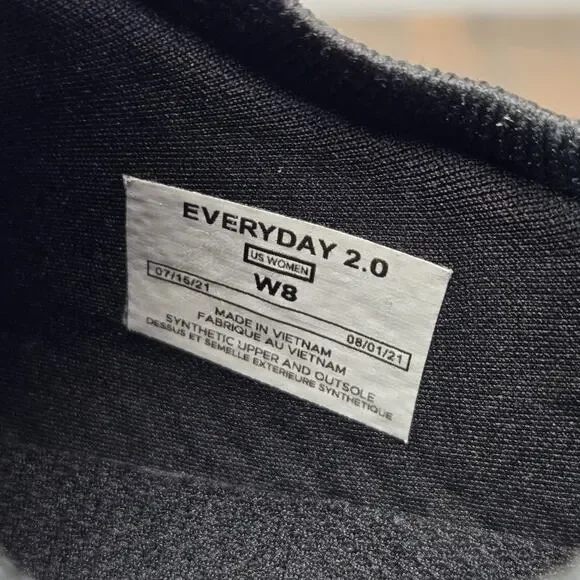 EVERYDAY 2.0
US WOMEN
W8
07/16/21
08/01/21
MADE IN VIETNAM
FABRIQUE AU VIETNAM
SYNTHETIC UPPER AND OUTSOLE
DESSUS ET SEMELLE EXTERIEURE SYNTHETIQUE